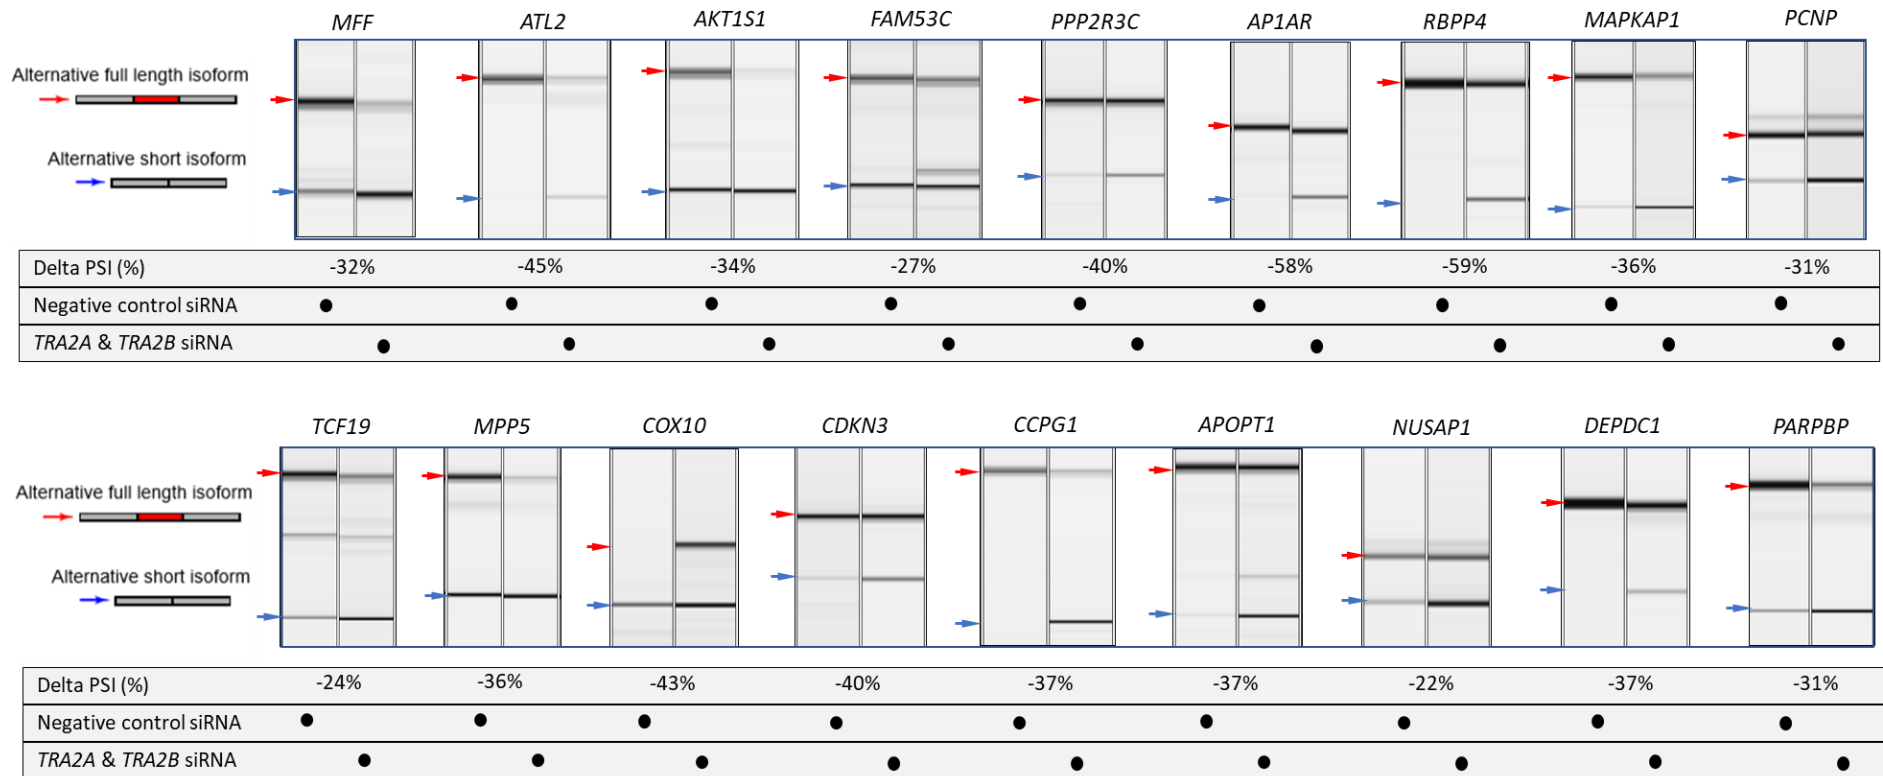 MFF ATL2 AKT1S1 FAM53C PPP2R3C AP1AR RBPP4 MAPKAP1 PCNP
Alternative full length isoform
Alternative short isoform
Delta PSI (%) -32% -45% -34% -27% -40% -58% -59% -36% -31%
Negative control siRNA
TRA2A & TRA2B siRNA
TCF19 MPP5 COX10 CDKN3 CCPG1 APOPT1 NUSAP1 DEPDC1 PARPBP
Alternative full length isoform
Alternative short isoform
Delta PSI (%) -24% -36% -43% -40% -37% -37% -22% -37% -31%
Negative control siRNA
TRA2A & TRA2B siRNA